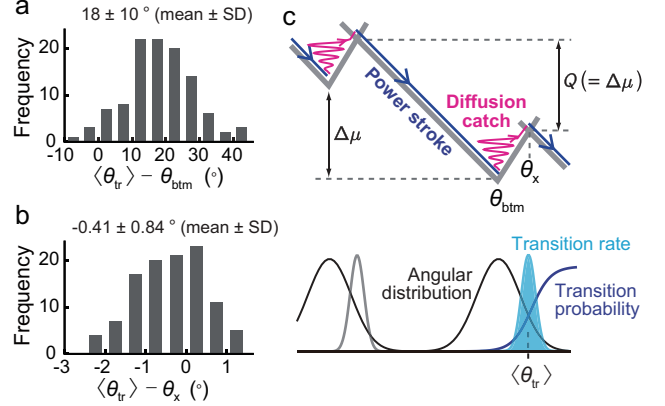 a
18 ± 10 ° (mean ± SD)
Frequency
20
10
0
-10 0 10 20 30 40
⟨θtr⟩ − θbtm (°)
b
-0.41 ± 0.84 ° (mean ± SD)
Frequency
20
10
0
-3 -2 -1 0 1
⟨θtr⟩ − θx (°)
c
Δμ
Power stroke
Diffusion
catch
Q (= Δμ)
θx
θbtm
Angular
distribution
Transition rate
Transition
probability
⟨θtr⟩